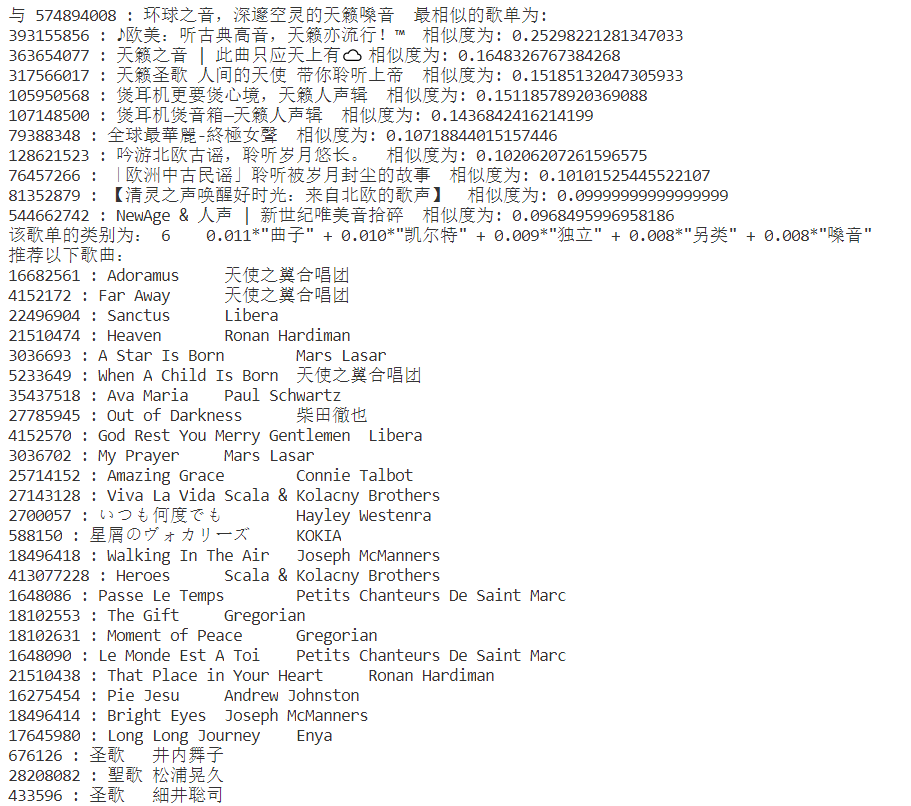 与 574894008 : 环球之音，深邃空灵的天籁嗓音  最相似的歌单为:
393155856 : ♪欧美：听古典高音，天籁亦流行！™  相似度为: 0.25298221281347033
363654077 : 天籁之音 | 此曲只应天上有☁ 相似度为: 0.1648326767384268
317566017 : 天籁圣歌 人间的天使 带你聆听上帝  相似度为: 0.15185132047305933
105950568 : 煲耳机更要煲心境，天籁人声辑  相似度为: 0.15118578920369088
107148500 : 煲耳机煲音箱—天籁人声辑  相似度为: 0.1436842416214199
79388348 : 全球最華麗-終極女聲  相似度为: 0.10718844015157446
128621523 : 吟游北欧古谣，聆听岁月悠长。  相似度为: 0.10206207261596575
76457266 : 「欧洲中古民谣」聆听被岁月封尘的故事  相似度为: 0.10101525445522107
81352879 : 【清灵之声唤醒好时光：来自北欧的歌声】  相似度为: 0.09999999999999999
544662742 : NewAge & 人声 | 新世纪唯美音拾碎  相似度为: 0.0968495996958186
该歌单的类别为： 6    0.011*"曲子" + 0.010*"凯尔特" + 0.009*"独立" + 0.008*"另类" + 0.008*"嗓音"
推荐以下歌曲：
16682561 : Adoramus     天使之翼合唱团
4152172 : Far Away      天使之翼合唱团
22496904 : Sanctus      Libera
21510474 : Heaven       Ronan Hardiman
3036693 : A Star Is Born        Mars Lasar
5233649 : When A Child Is Born  天使之翼合唱团
35437518 : Ava Maria    Paul Schwartz
27785945 : Out of Darkness      柴田徹也
4152570 : God Rest You Merry Gentlemen  Libera
3036702 : My Prayer     Mars Lasar
25714152 : Amazing Grace        Connie Talbot
27143128 : Viva La Vida Scala & Kolacny Brothers
2700057 : いつも何度でも        Hayley Westenra
588150 : 星屑のヴォカリーズ     KOKIA
18496418 : Walking In The Air   Joseph McManners
413077228 : Heroes      Scala & Kolacny Brothers
1648086 : Passe Le Temps        Petits Chanteurs De Saint Marc
18102553 : The Gift     Gregorian
18102631 : Moment of Peace      Gregorian
1648090 : Le Monde Est A Toi    Petits Chanteurs De Saint Marc
21510438 : That Place in Your Heart     Ronan Hardiman
16275454 : Pie Jesu     Andrew Johnston
18496414 : Bright Eyes  Joseph McManners
17645980 : Long Long Journey    Enya
676126 : 圣歌   井内舞子
28208082 : 聖歌 松浦晃久
433596 : 圣歌   細井聡司